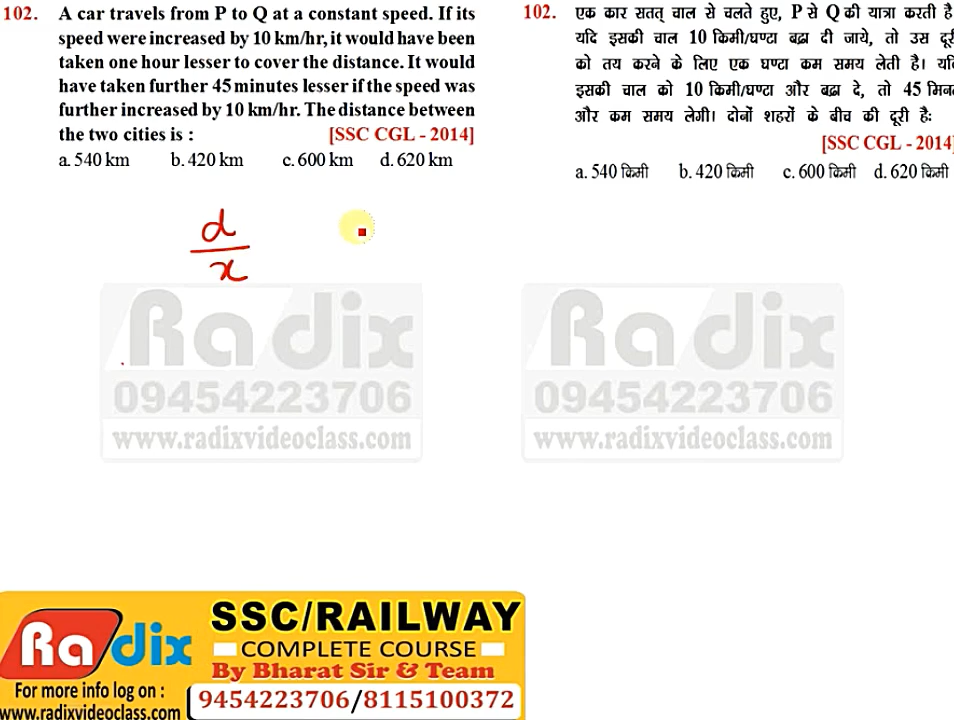 102. A car travels from P to Q at a constant speed. If its
speed were increased by 10 km/hr, it would have been
taken one hour lesser to cover the distance. It would
have taken further 45 minutes lesser if the speed was
further increased by 10 km/hr. The distance between
the two cities is : [SSC CGL - 2014]
a. 540 km b. 420 km c. 600 km d. 620 km
102. एक कार सतत् चाल से चलते हुए, P से Q की यात्रा करती है
यदि इसकी चाल 10 किमी/घण्टा बढ़ा दी जाये, तो उस दूरी
को तय करने के लिए एक घण्टा कम समय लेती है। यदि
इसकी चाल को 10 किमी/घण्टा और बढ़ा दे, तो 45 मिनट
और कम समय लेगी। दोनों शहरों के बीच की दूरी हैः
[SSC CGL - 2014]
a. 540 किमी b. 420 किमी c. 600 किमी d. 620 किमी
d
x
Radix
09454223706
www.radixvideoclass.com
Radix
09454223706
www.radixvideoclass.com
Radix
For more info log on :
www.radixvideoclass.com
SSC/RAILWAY
COMPLETE COURSE
By Bharat Sir & Team
9454223706/8115100372